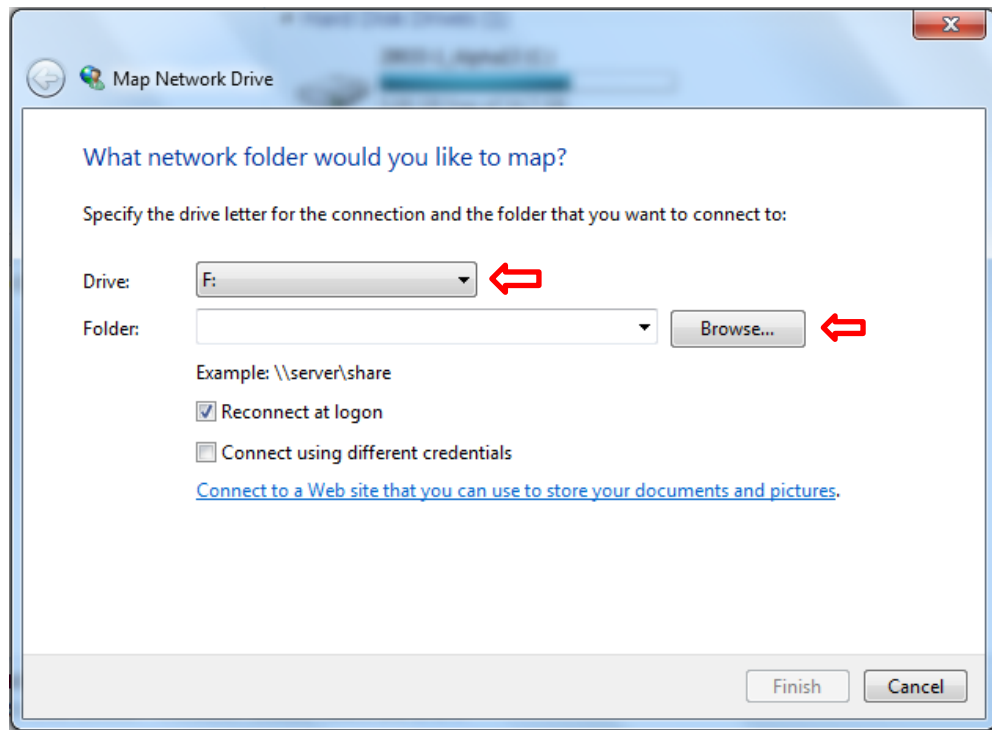 Map Network Drive
What network folder would you like to map?
Specify the drive letter for the connection and the folder that you want to connect to:
Drive: F:
Folder: Browse...
Example: \\server\share
Reconnect at logon
Connect using different credentials
Connect to a Web site that you can use to store your documents and pictures.
Finish Cancel